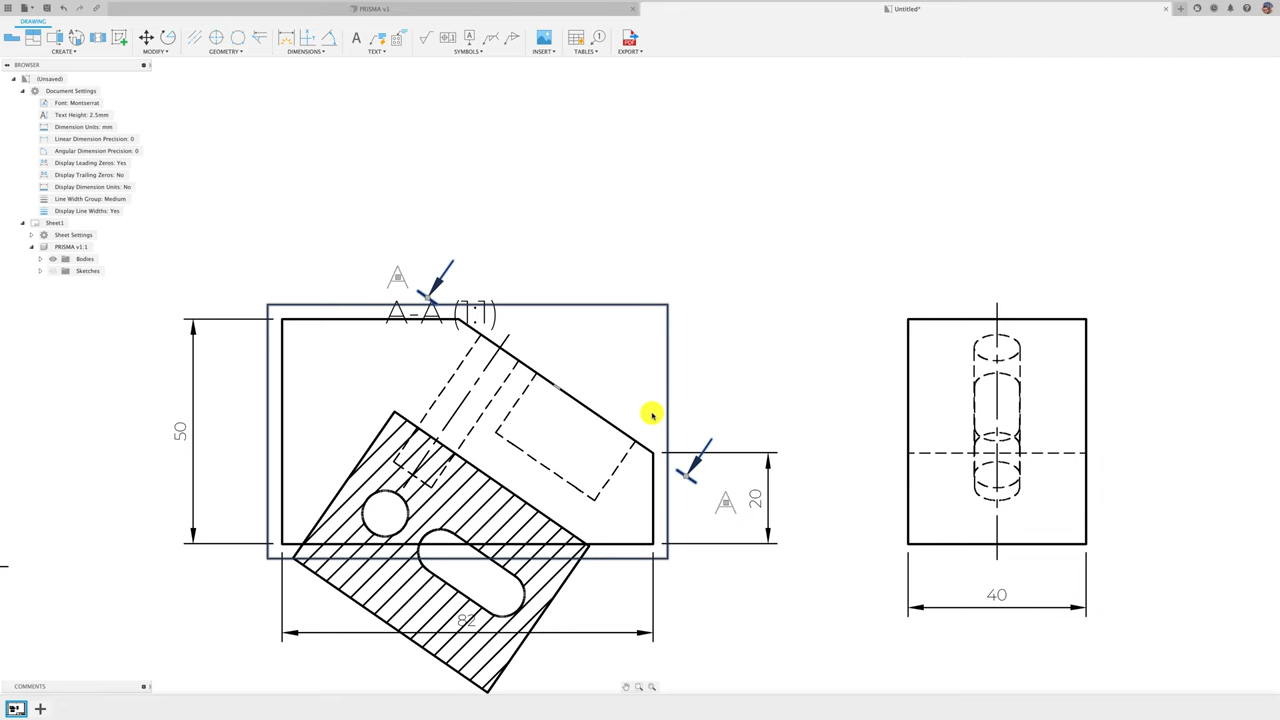 PRISMA v1
Untitled*
DRAWING
CREATE
MODIFY
GEOMETRY
DIMENSIONS
TEXT
SYMBOLS
INSERT
TABLES
EXPORT
BROWSER
(Unsaved)
Document Settings
Font: Montserrat
Text Height: 2.5mm
Dimension Units: mm
Linear Dimension Precision: 0
Angular Dimension Precision: 0
Display Leading Zeros: Yes
Display Trailing Zeros: No
Display Dimension Units: No
Line Width Group: Medium
Display Line Widths: Yes
Sheet1
Sheet Settings
PRISMA v1:1
Bodies
Sketches
A
A-A (1:1)
50
A
20
82
40
COMMENTS